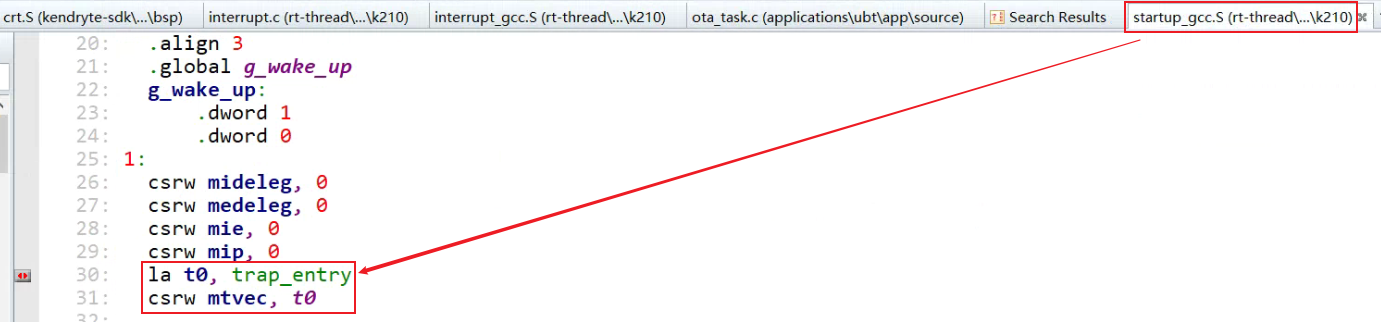 crt.S (kendryte-sdk\...\bsp) interrupt.c (rt-thread\...\k210) interrupt_gcc.S (rt-thread\...\k210) ota_task.c (applications\ubt\app\source) Search Results startup_gcc.S (rt-thread\...\k210)
20: .align 3
21: .global g_wake_up
22: g_wake_up:
23: .dword 1
24: .dword 0
25: 1:
26: csrw mideleg, 0
27: csrw medeleg, 0
28: csrw mie, 0
29: csrw mip, 0
30: la t0, trap_entry
31: csrw mtvec, t0
32: